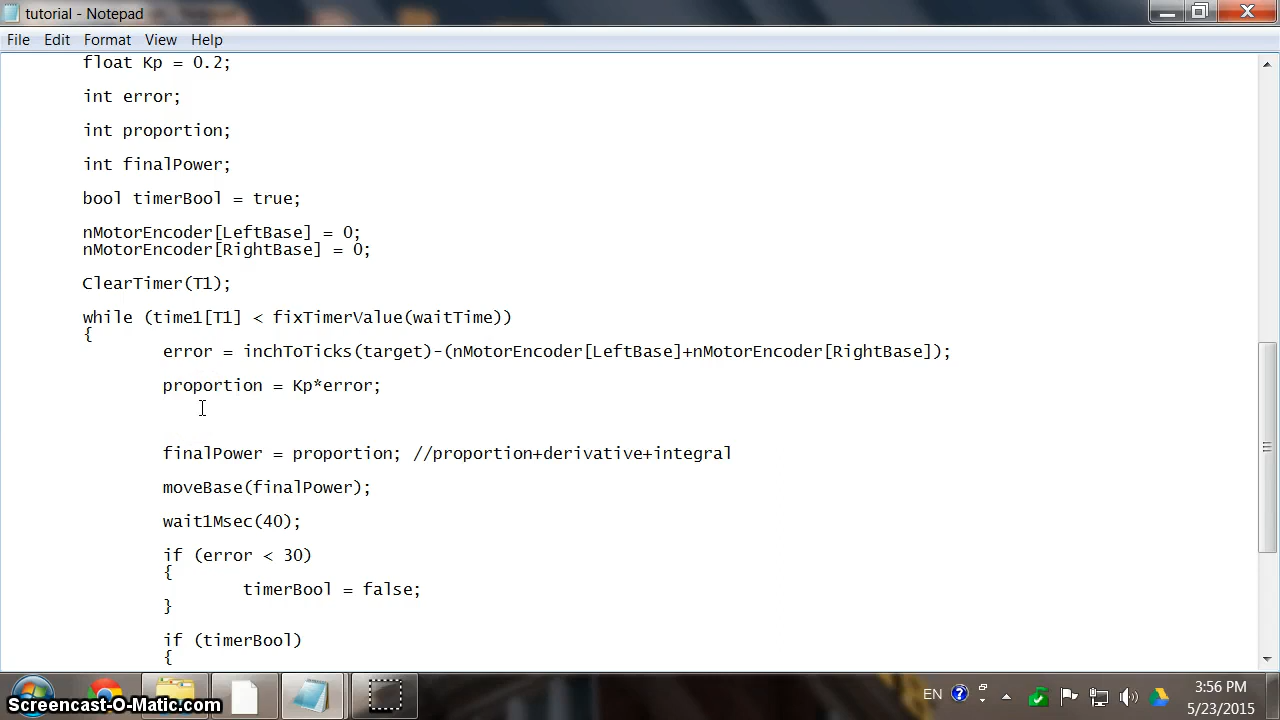 tutorial - Notepad
File Edit Format View Help
float Kp = 0.2;
int error;
int proportion;
int finalPower;
bool timerBool = true;
nMotorEncoder[LeftBase] = 0;
nMotorEncoder[RightBase] = 0;
ClearTimer(T1);
while (time1[T1] < fixTimerValue(waitTime))
{
error = inchToTicks(target)-(nMotorEncoder[LeftBase]+nMotorEncoder[RightBase]);
proportion = Kp*error;
finalPower = proportion; //proportion+derivative+integral
moveBase(finalPower);
wait1Msec(40);
if (error < 30)
{
timerBool = false;
}
if (timerBool)
{
Screencast-O-Matic.com
EN
3:56 PM
5/23/2015